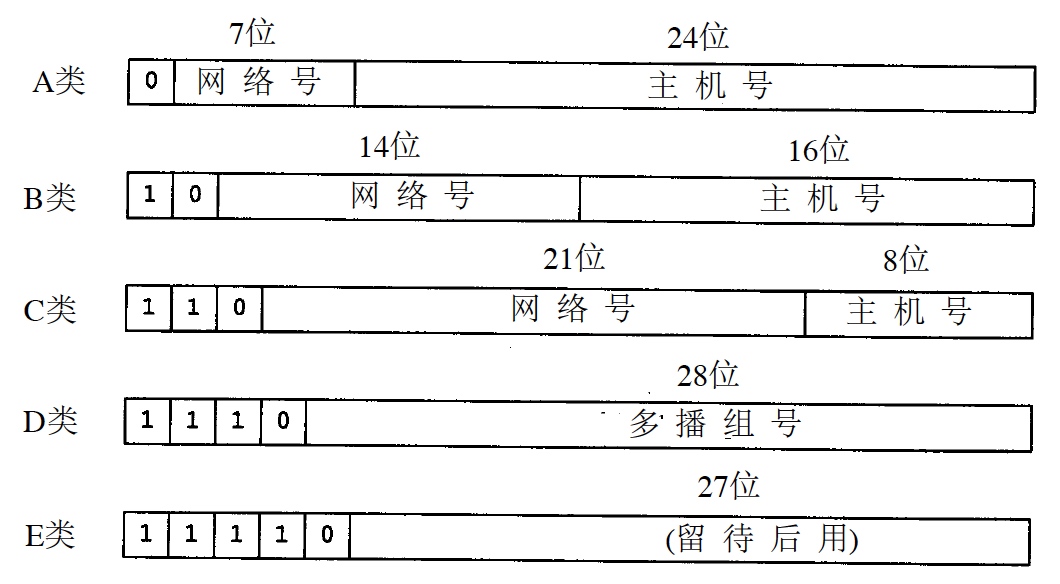 7位 24位
A类 0 网络号 主机号
14位 16位
B类 1 0 网络号 主机号
21位 8位
C类 1 1 0 网络号 主机号
28位
D类 1 1 1 0 多播组号
27位
E类 1 1 1 1 0 (留待后用)